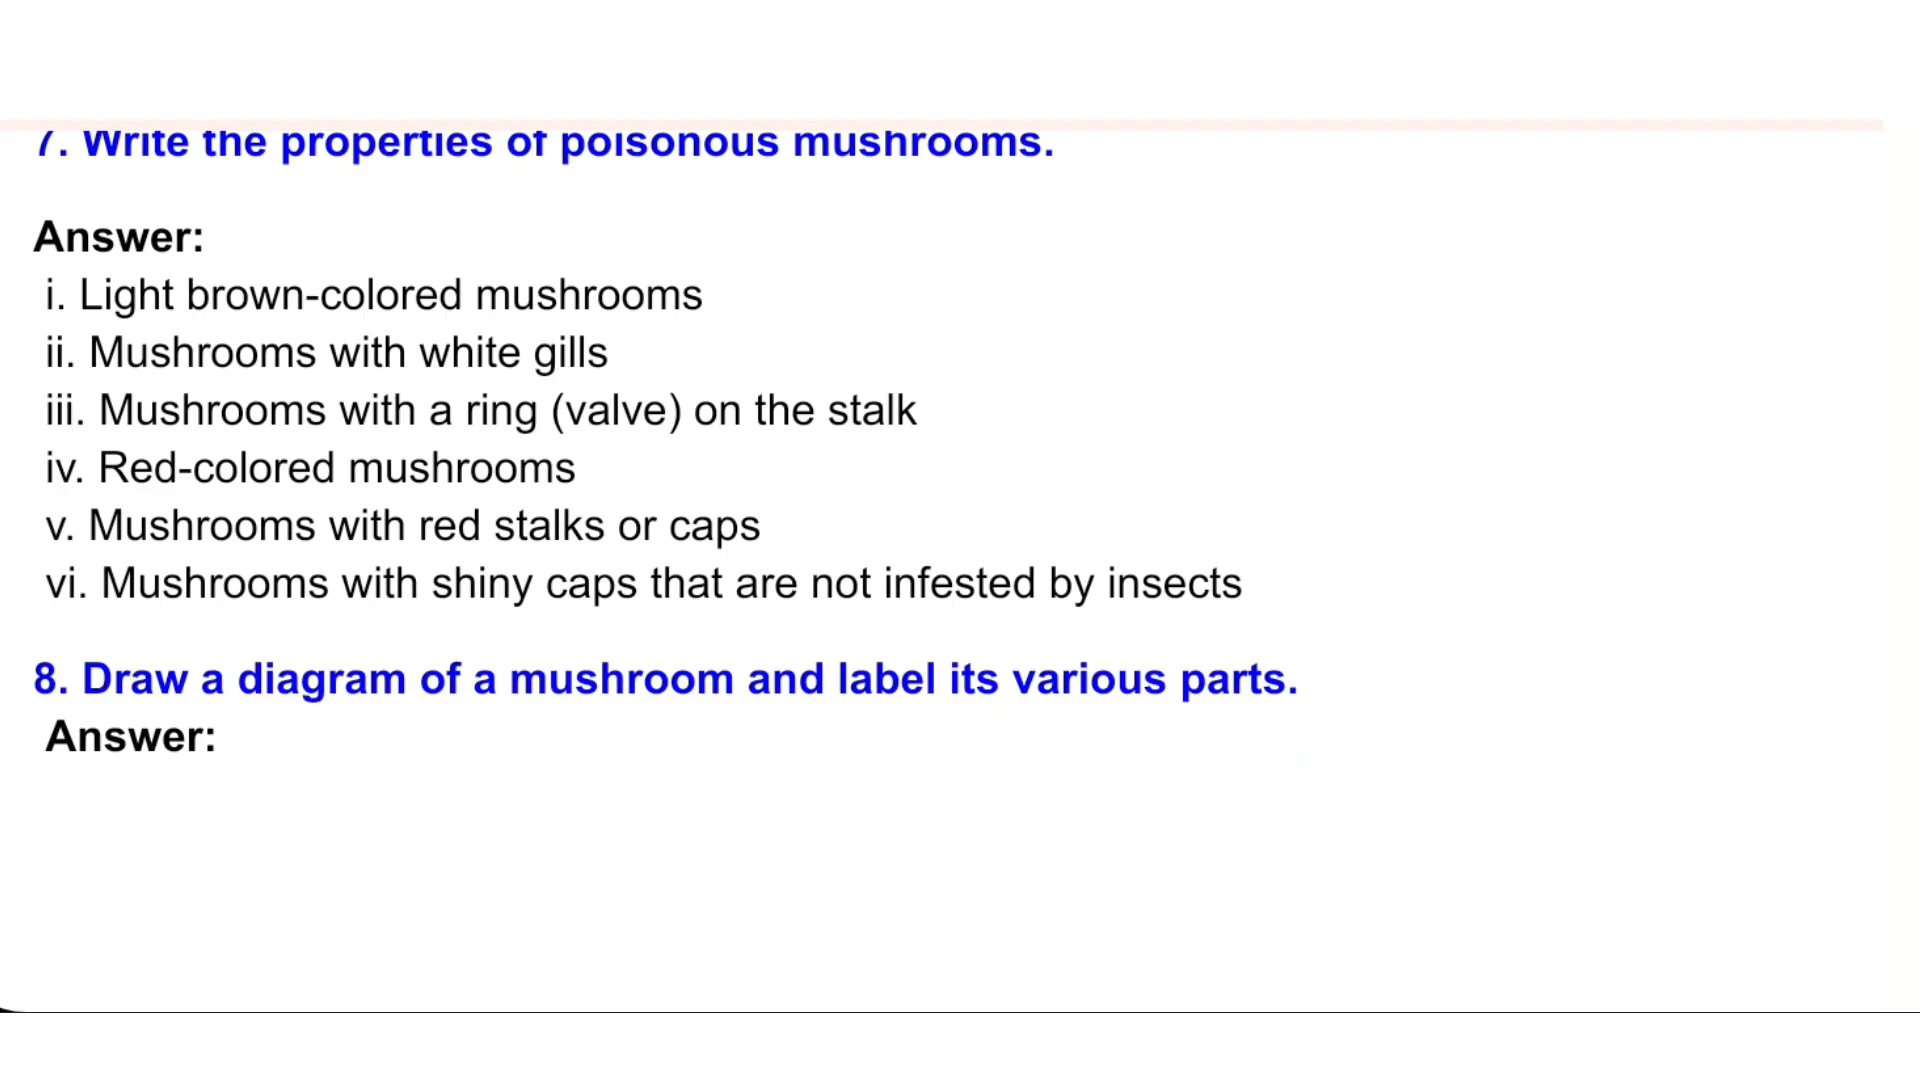 7. Write the properties of poisonous mushrooms.
Answer:
i. Light brown-colored mushrooms
ii. Mushrooms with white gills
iii. Mushrooms with a ring (valve) on the stalk
iv. Red-colored mushrooms
v. Mushrooms with red stalks or caps
vi. Mushrooms with shiny caps that are not infested by insects
8. Draw a diagram of a mushroom and label its various parts.
Answer: